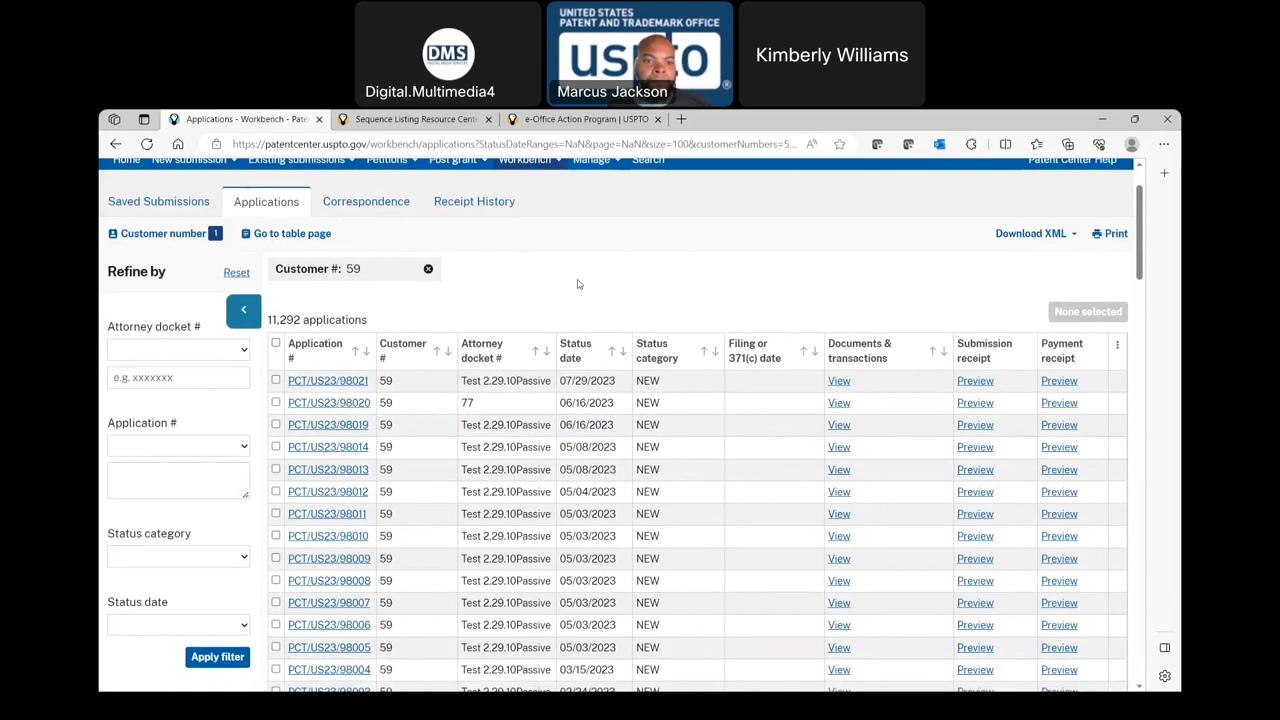 DMS
DIGITAL MEDIA SERVICES
Digital.Multimedia4
UNITED STATES
PATENT AND TRADEMARK OFFICE
uspto
®
Marcus Jackson
Kimberly Williams
Applications - Workbench - Pate
Sequence Listing Resource Cent
e-Office Action Program | USPTO
https://patentcenter.uspto.gov/workbench/applications?StatusDateRanges=NaN&page=NaN&size=100&customerNumbers=5...
Home New submission Existing submissions Petitions Post grant Workbench Manage Search Patent Center Help
Saved Submissions Applications Correspondence Receipt History
Customer number 1 Go to table page Download XML Print
Refine by Reset
Customer #: 59
Attorney docket #
e.g. xxxxxxx
Application #
Status category
Status date
Apply filter
11,292 applications None selected
Application # Customer # Attorney docket # Status date Status category Filing or 371(c) date Documents & transactions Submission receipt Payment receipt
PCT/US23/98021 59 Test 2.29.10Passive 07/29/2023 NEW View Preview Preview
PCT/US23/98020 59 77 06/16/2023 NEW View Preview Preview
PCT/US23/98019 59 Test 2.29.10Passive 06/16/2023 NEW View Preview Preview
PCT/US23/98014 59 Test 2.29.10Passive 05/08/2023 NEW View Preview Preview
PCT/US23/98013 59 Test 2.29.10Passive 05/08/2023 NEW View Preview Preview
PCT/US23/98012 59 Test 2.29.10Passive 05/04/2023 NEW View Preview Preview
PCT/US23/98011 59 Test 2.29.10Passive 05/03/2023 NEW View Preview Preview
PCT/US23/98010 59 Test 2.29.10Passive 05/03/2023 NEW View Preview Preview
PCT/US23/98009 59 Test 2.29.10Passive 05/03/2023 NEW View Preview Preview
PCT/US23/98008 59 Test 2.29.10Passive 05/03/2023 NEW View Preview Preview
PCT/US23/98007 59 Test 2.29.10Passive 05/03/2023 NEW View Preview Preview
PCT/US23/98006 59 Test 2.29.10Passive 05/03/2023 NEW View Preview Preview
PCT/US23/98005 59 Test 2.29.10Passive 05/03/2023 NEW View Preview Preview
PCT/US23/98004 59 Test 2.29.10Passive 03/15/2023 NEW View Preview Preview